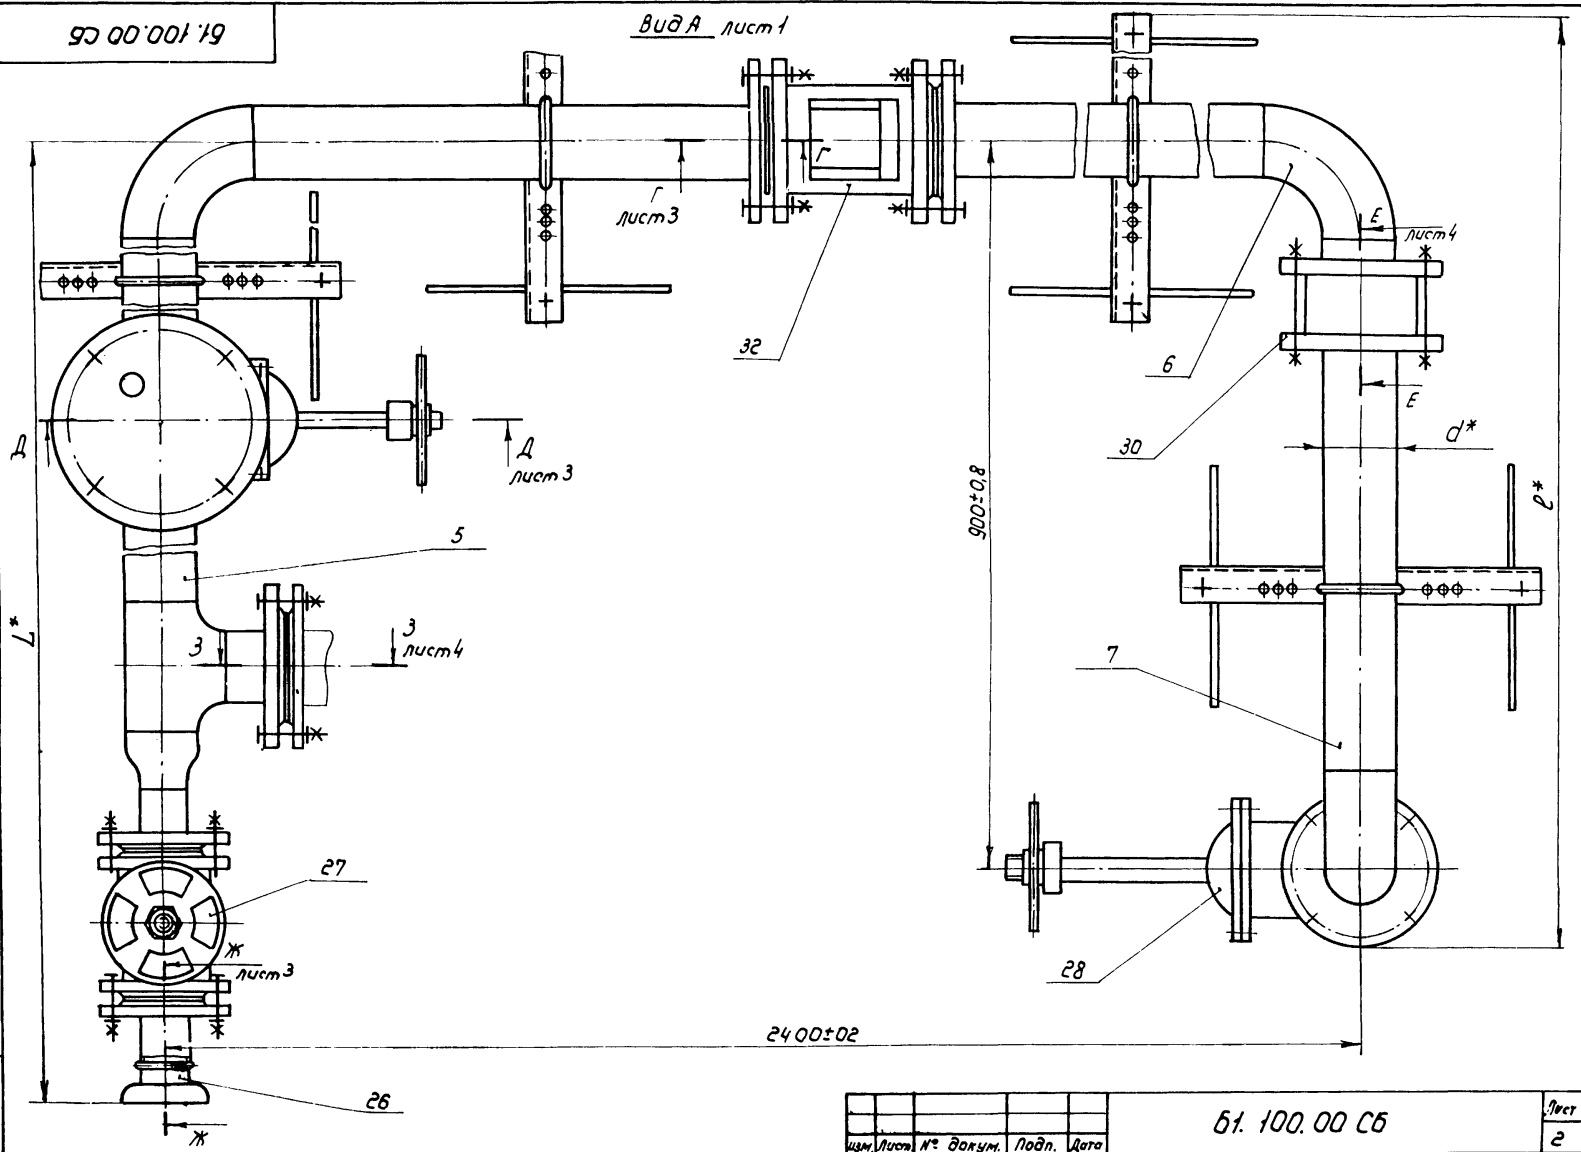 Б1.100.00 СБ
Вид А лист 1
Г
Г
лист 3
Е
лист 4
32
6
30
Е
d*
ℓ*
900±0,8
Д
Д
лист 3
5
L*
З
З
лист 4
7
27
Ж
лист 3
28
2400±02
26
Ж
Изм. Лист № докум. Подп. Дата
Б1.100.00 СБ
Лист
2